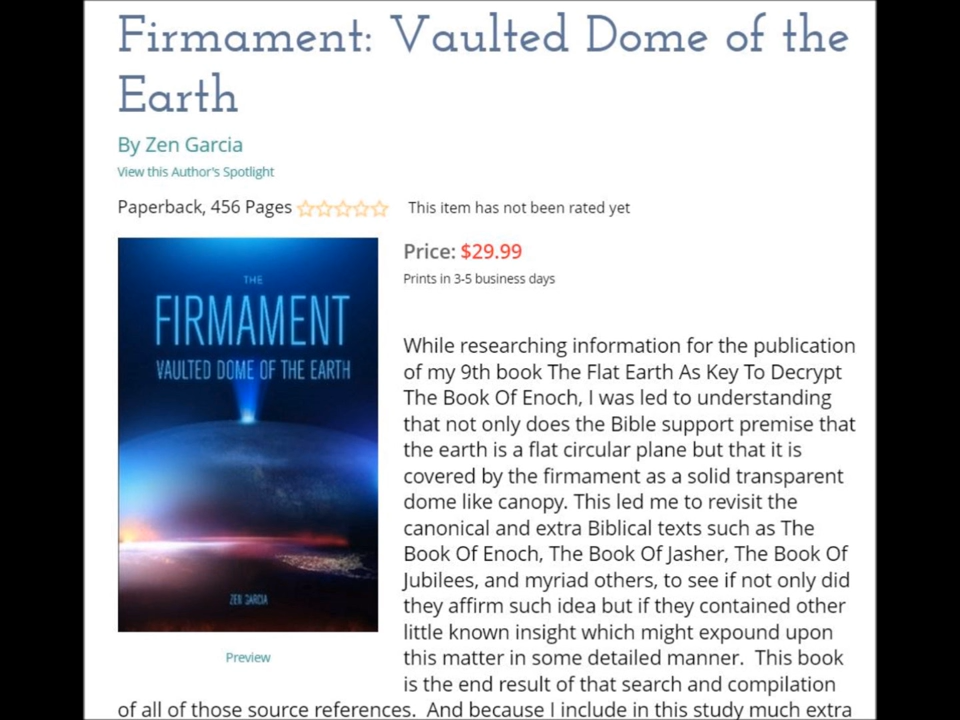 Firmament: Vaulted Dome of the
Earth
By Zen Garcia
View this Author's Spotlight
Paperback, 456 Pages
This item has not been rated yet
THE
FIRMAMENT
VAULTED DOME OF THE EARTH
ZEN GARCIA
Preview
Price: $29.99
Prints in 3-5 business days
While researching information for the publication
of my 9th book The Flat Earth As Key To Decrypt
The Book Of Enoch, I was led to understanding
that not only does the Bible support premise that
the earth is a flat circular plane but that it is
covered by the firmament as a solid transparent
dome like canopy. This led me to revisit the
canonical and extra Biblical texts such as The
Book Of Enoch, The Book Of Jasher, The Book Of
Jubilees, and myriad others, to see if not only did
they affirm such idea but if they contained other
little known insight which might expound upon
this matter in some detailed manner. This book
is the end result of that search and compilation
of all of those source references. And because I include in this study much extra